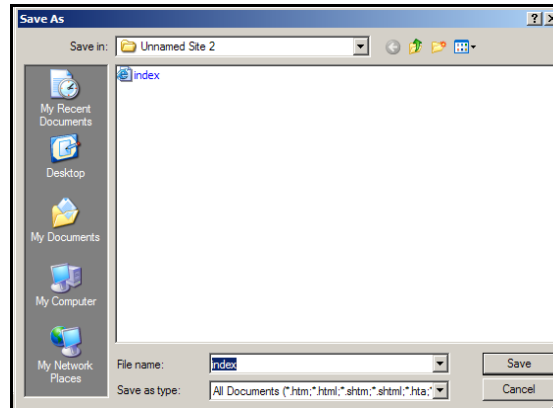 Save As
Save in: Unnamed Site 2
index
My Recent
Documents
Desktop
My Documents
My Computer
My Network
Places
File name: index Save
Save as type: All Documents (*.htm;*.html;*.shtm;*.shtml;*.hta;* Cancel